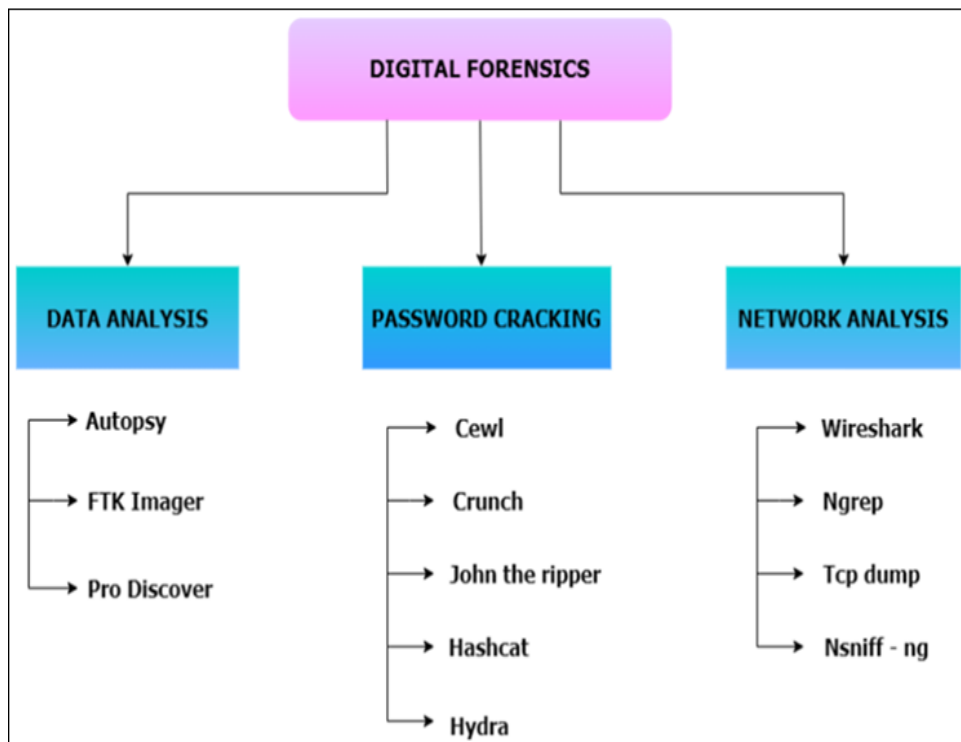 DIGITAL FORENSICS
DATA ANALYSIS
Autopsy
FTK Imager
Pro Discover
PASSWORD CRACKING
Cewl
Crunch
John the ripper
Hashcat
Hydra
NETWORK ANALYSIS
Wireshark
Ngrep
Tcp dump
Nsniff - ng